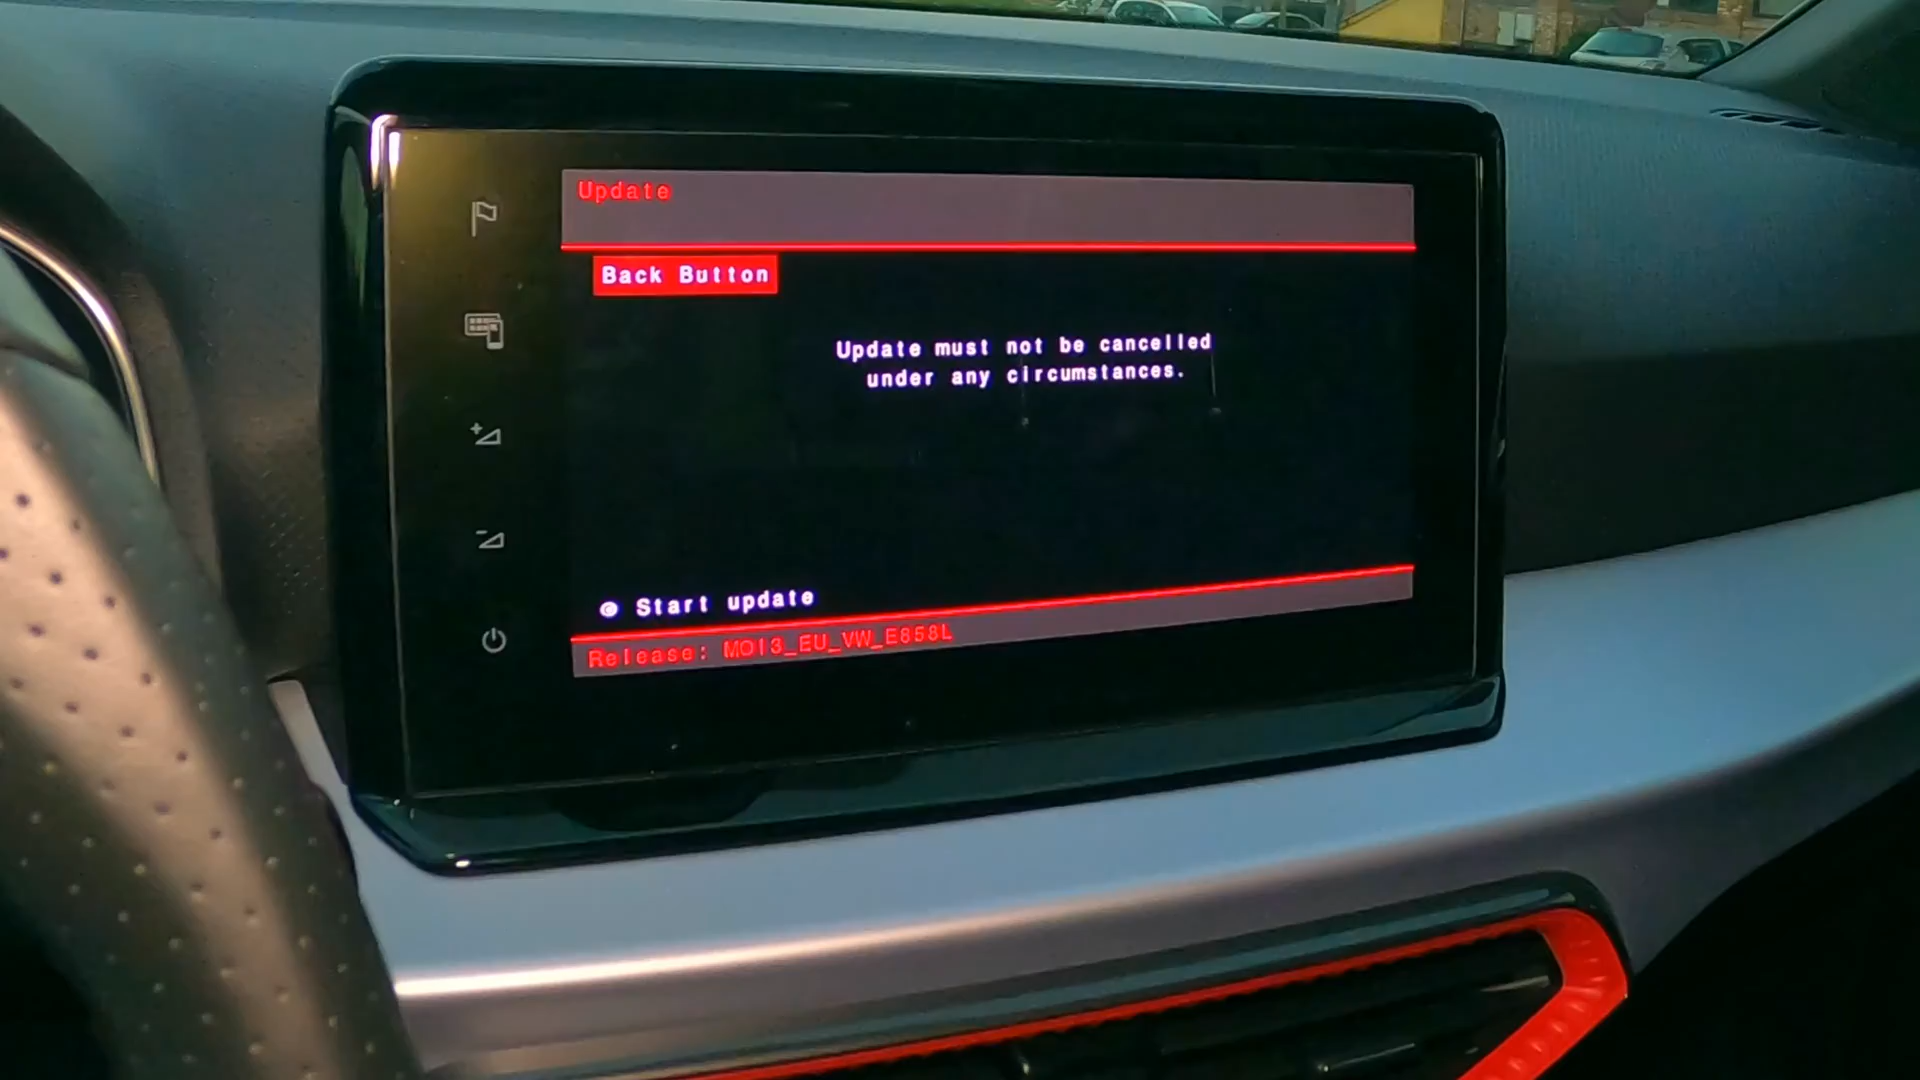 Update
Back Button
Update must not be cancelled
under any circumstances.
Start update
Release: MOI3_EU_VW_E858L